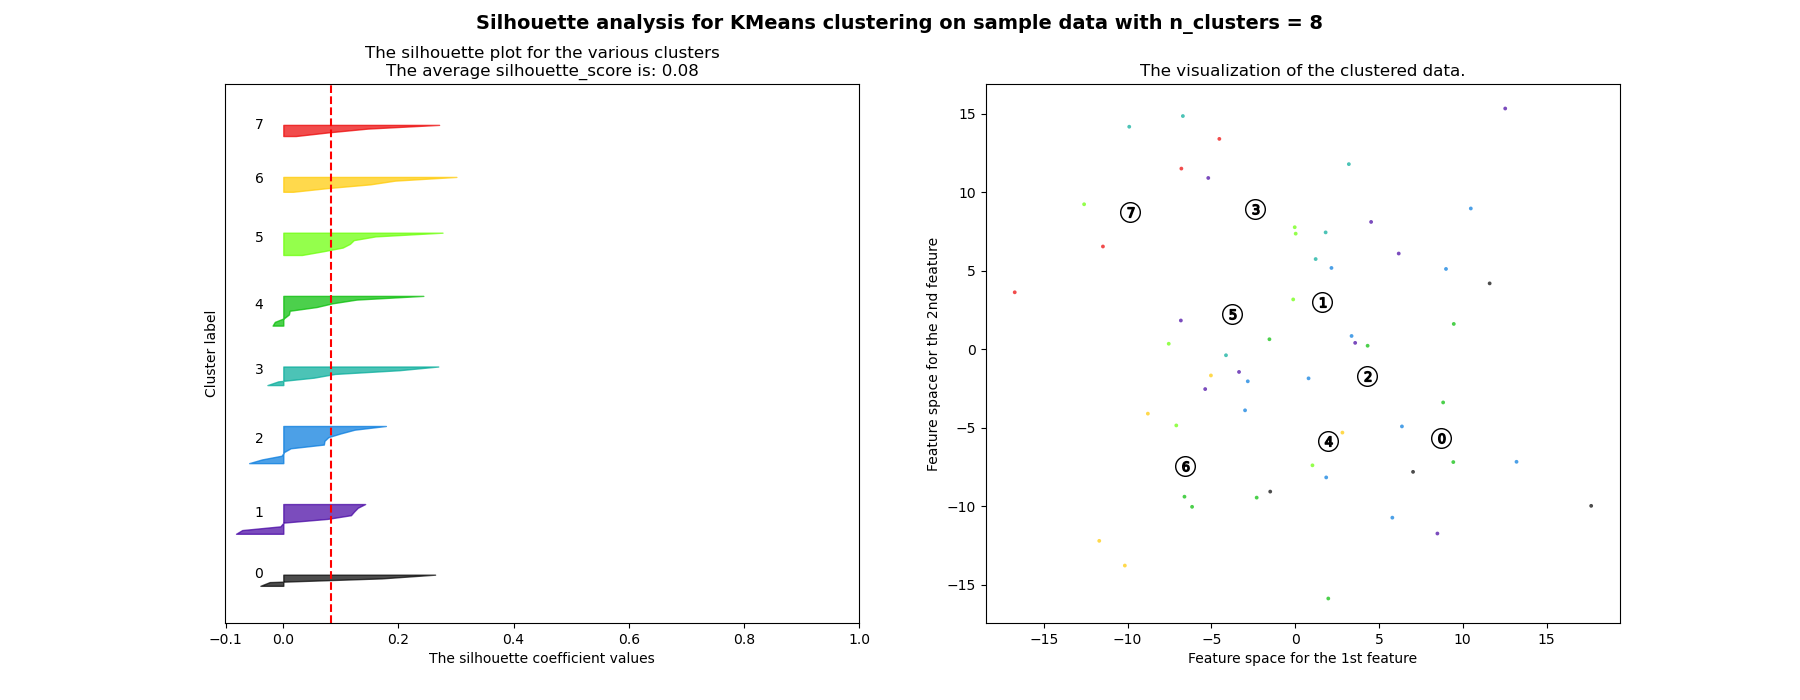 Silhouette analysis for KMeans clustering on sample data with n_clusters = 8
The silhouette plot for the various clusters
The average silhouette_score is: 0.08
7
6
5
4
3
2
1
0
Cluster label
−0.1 0.0 0.2 0.4 0.6 0.8 1.0
The silhouette coefficient values
The visualization of the clustered data.
15
10
5
0
−5
−10
−15
Feature space for the 2nd feature
7
3
1
5
2
4
0
6
−15 −10 −5 0 5 10 15
Feature space for the 1st feature